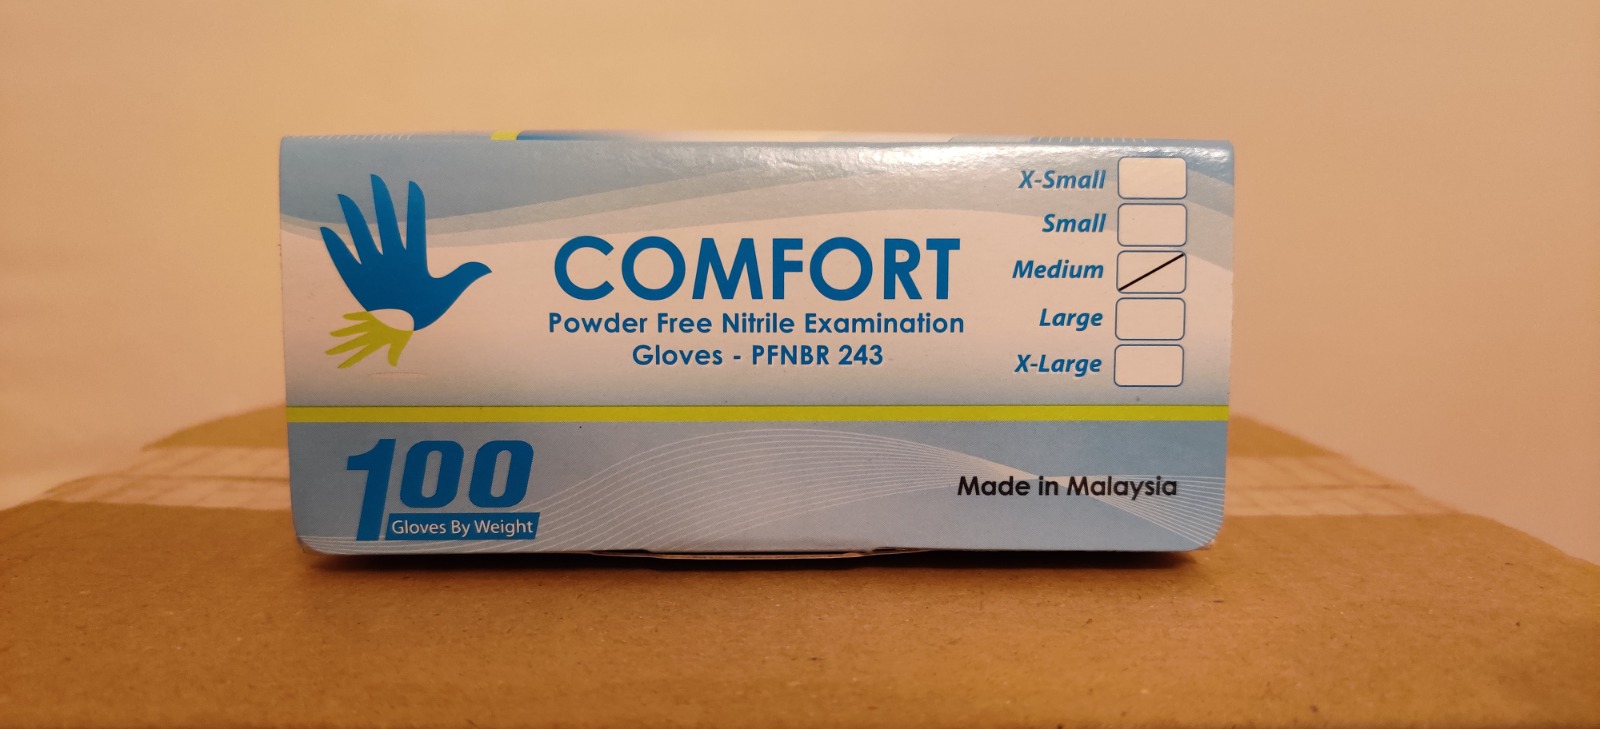 COMFORT
Powder Free Nitrile Examination
Gloves - PFNBR 243
X-Small
Small
Medium
Large
X-Large
100
Gloves By Weight
Made in Malaysia